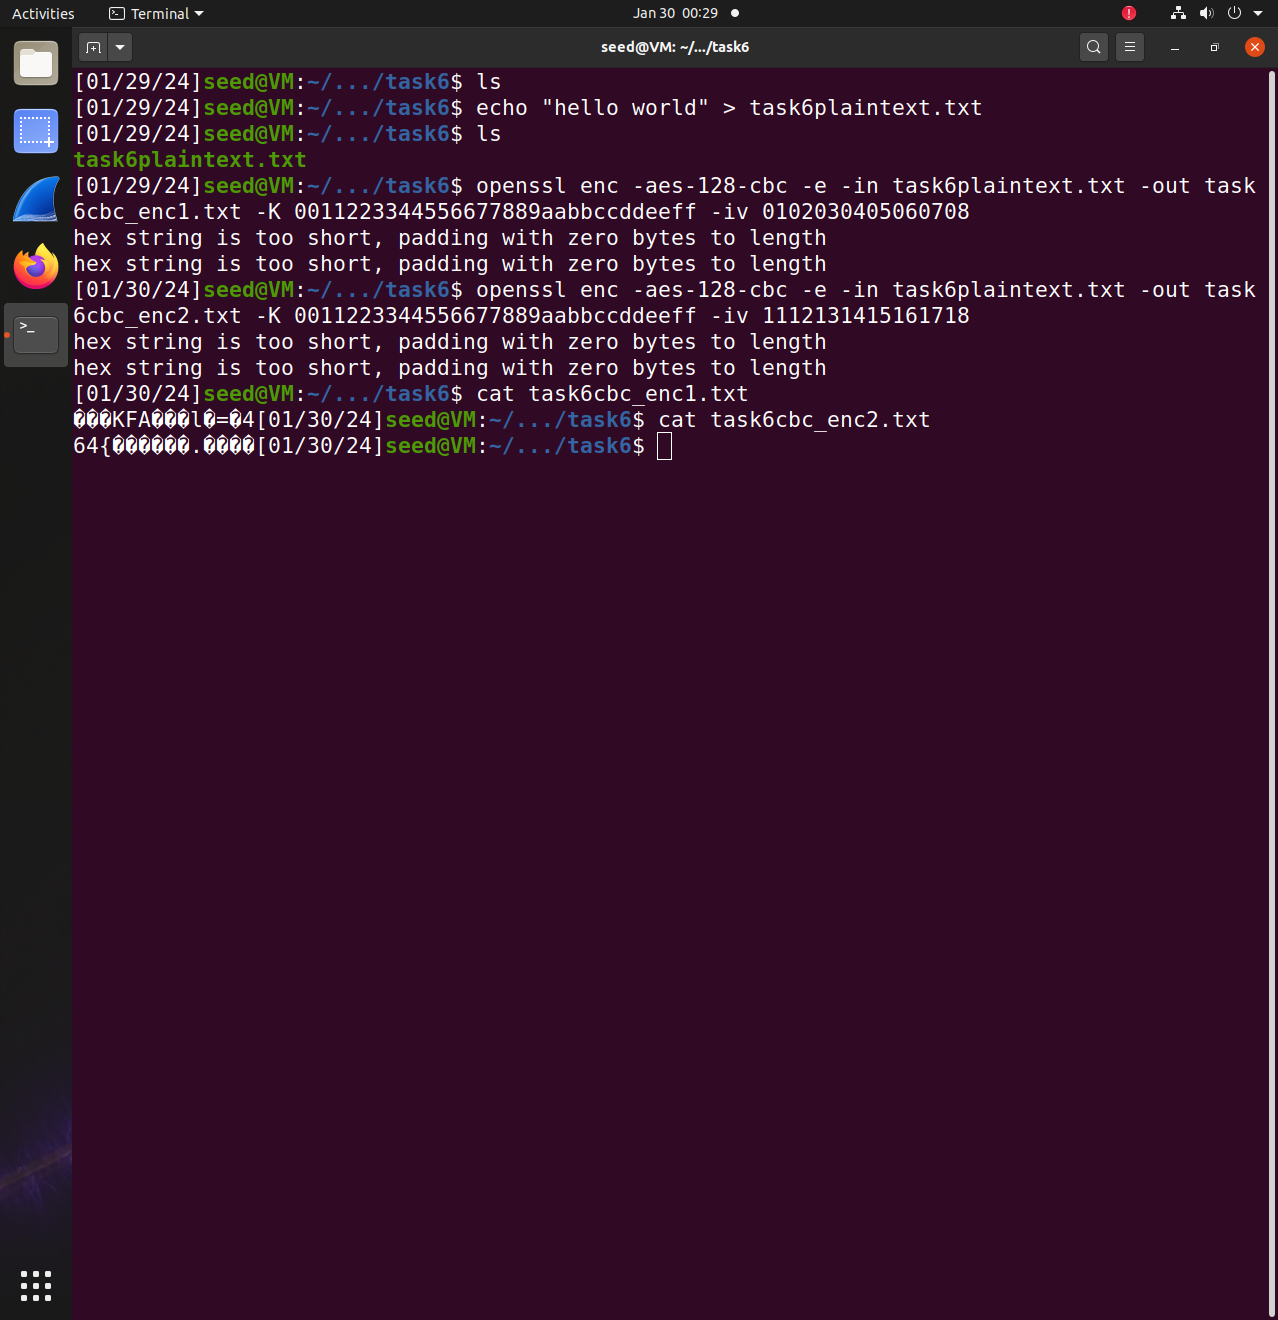 Activities
Terminal
Jan 30 00:29
seed@VM: ~/.../task6
[01/29/24]seed@VM:~/.../task6$ ls
[01/29/24]seed@VM:~/.../task6$ echo "hello world" > task6plaintext.txt
[01/29/24]seed@VM:~/.../task6$ ls
task6plaintext.txt
[01/29/24]seed@VM:~/.../task6$ openssl enc -aes-128-cbc -e -in task6plaintext.txt -out task
6cbc_enc1.txt -K 0011223344556677889aabbccddeeff -iv 0102030405060708
hex string is too short, padding with zero bytes to length
hex string is too short, padding with zero bytes to length
[01/30/24]seed@VM:~/.../task6$ openssl enc -aes-128-cbc -e -in task6plaintext.txt -out task
6cbc_enc2.txt -K 0011223344556677889aabbccddeeff -iv 1112131415161718
hex string is too short, padding with zero bytes to length
hex string is too short, padding with zero bytes to length
[01/30/24]seed@VM:~/.../task6$ cat task6cbc_enc1.txt
���KFA���l�=�4[01/30/24]seed@VM:~/.../task6$ cat task6cbc_enc2.txt
64{������.����[01/30/24]seed@VM:~/.../task6$